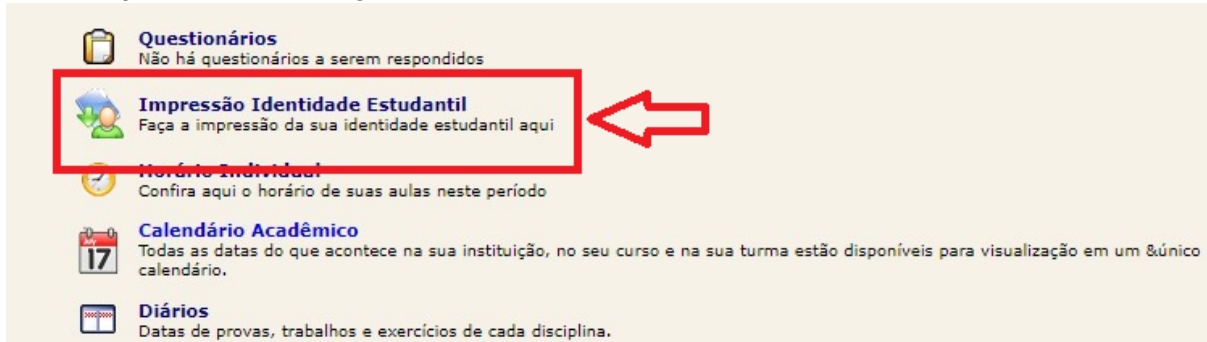 Questionários
Não há questionários a serem respondidos
Impressão Identidade Estudantil
Faça a impressão da sua identidade estudantil aqui
Horário Individual
Confira aqui o horário de suas aulas neste período
July
17
Calendário Acadêmico
Todas as datas do que acontece na sua instituição, no seu curso e na sua turma estão disponíveis para visualização em um &único
calendário.
Diários
Datas de provas, trabalhos e exercícios de cada disciplina.